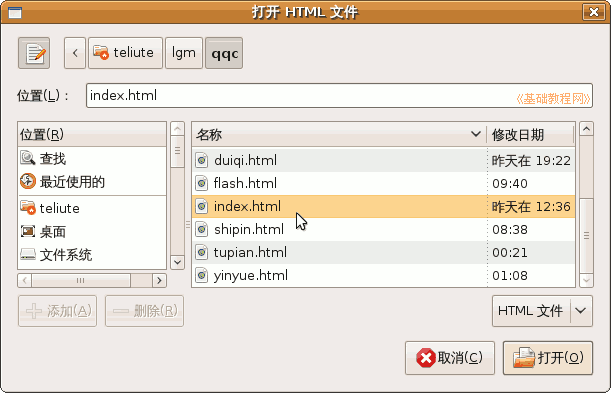 打开 HTML 文件
teliute lgm qqc
位置(L)： index.html
《基础教程网》
位置(R)
查找
最近使用的
teliute
桌面
文件系统
名称 修改日期
duiqi.html 昨天在 19:22
flash.html 09:40
index.html 昨天在 12:36
shipin.html 08:38
tupian.html 00:21
yinyue.html 01:08
添加(A) 删除(R) HTML 文件
取消(C) 打开(O)